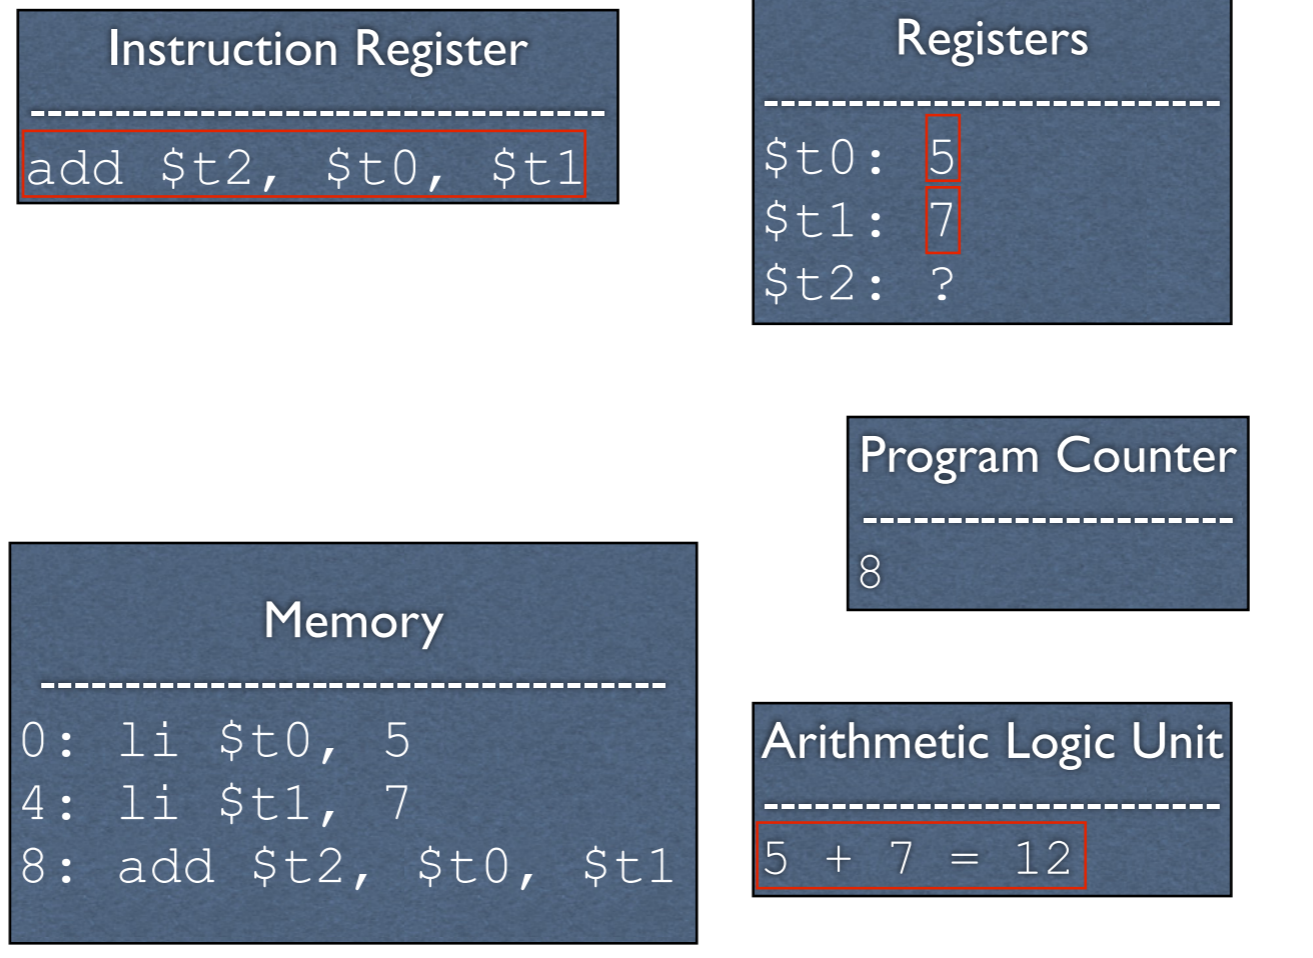 Instruction Register
----------------------------------
add $t2, $t0, $t1
Registers
---------------------------
$t0: 5
$t1: 7
$t2: ?
Program Counter
----------------------
8
Memory
-------------------------------------
0: li $t0, 5
4: li $t1, 7
8: add $t2, $t0, $t1
Arithmetic Logic Unit
---------------------------
5 + 7 = 12